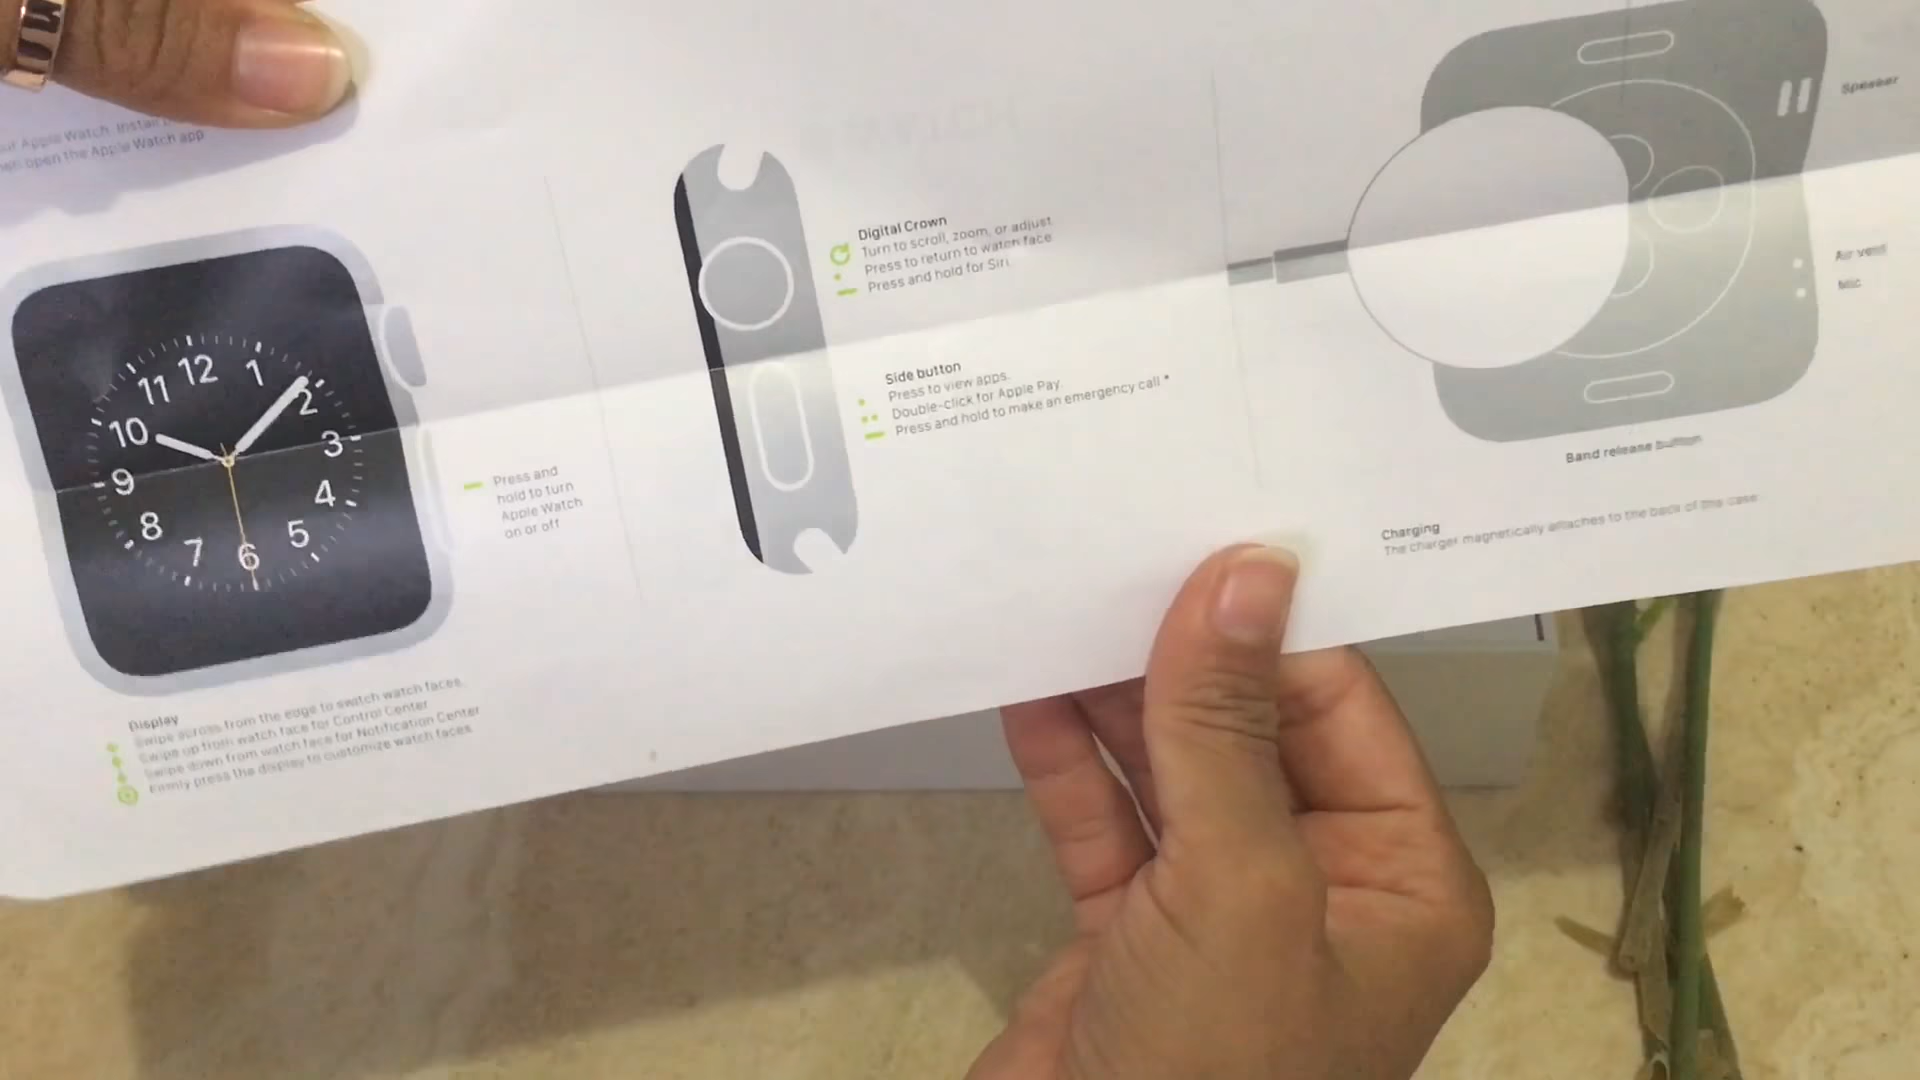 Apple Watch. Install
open the Apple Watch app
12
1
2
3
4
5
6
7
8
9
10
11
Press and
hold to turn
Apple Watch
on or off
Display
Swipe across from the edge to switch watch faces.
Swipe up from watch face for Control Center
Swipe down from watch face for Notification Center
Firmly press the display to customize watch faces.
Digital Crown
Turn to scroll, zoom, or adjust
Press to return to watch face
Press and hold for Siri
Side button
Press to view apps.
Double-click for Apple Pay.
Press and hold to make an emergency call *
Speaker
Air vent
Mic
Band release button
Charging
The charger magnetically attaches to the back of the case